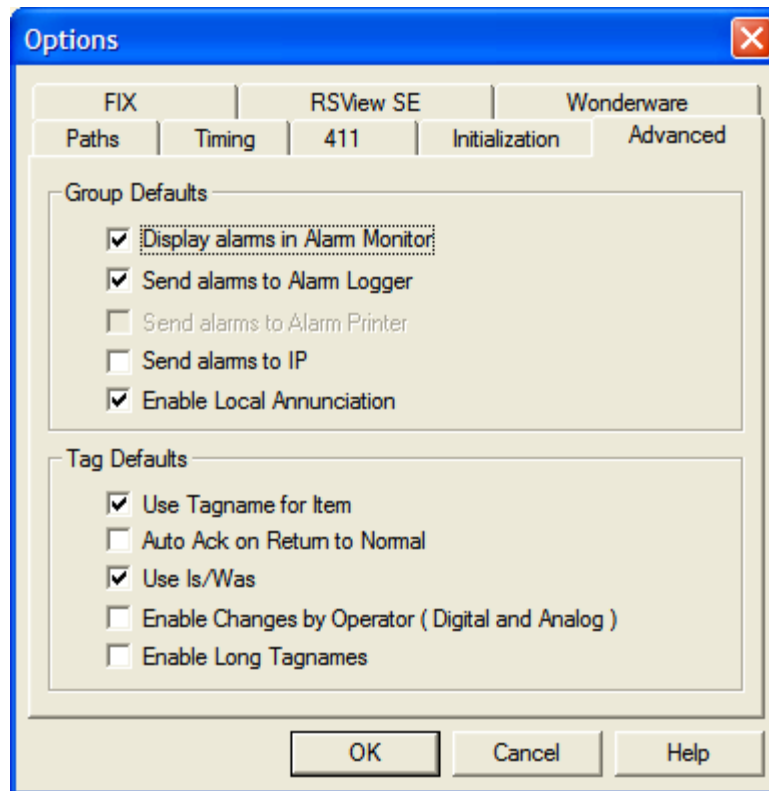 Options
FIX RSView SE Wonderware
Paths Timing 411 Initialization Advanced
Group Defaults
Display alarms in Alarm Monitor
Send alarms to Alarm Logger
Send alarms to Alarm Printer
Send alarms to IP
Enable Local Annunciation
Tag Defaults
Use Tagname for Item
Auto Ack on Return to Normal
Use Is/Was
Enable Changes by Operator ( Digital and Analog )
Enable Long Tagnames
OK Cancel Help